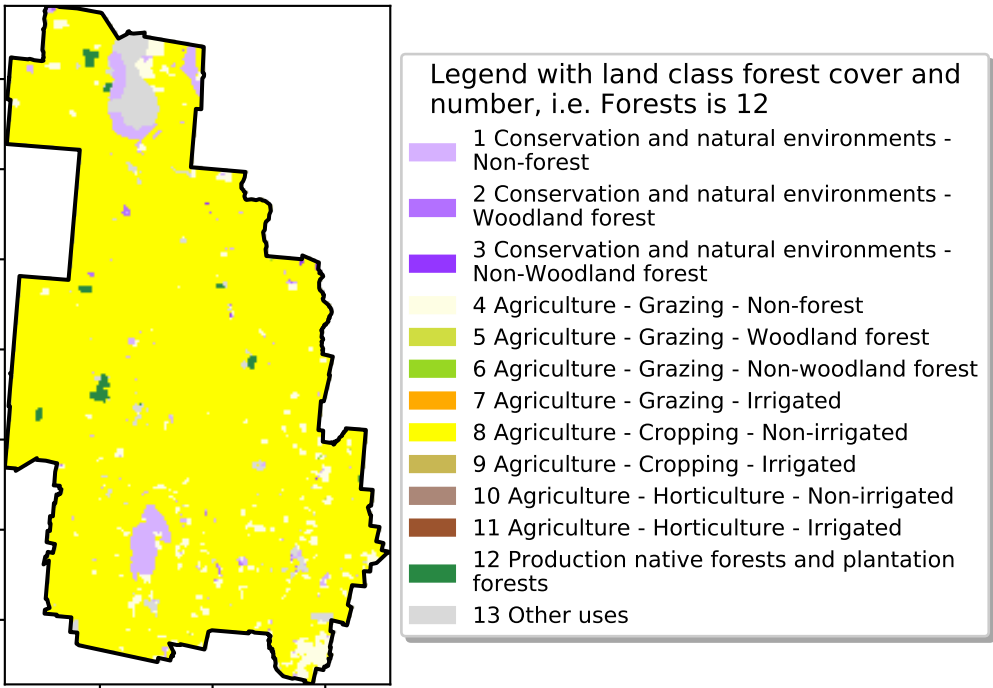 Legend with land class forest cover and
number, i.e. Forests is 12
1 Conservation and natural environments -
Non-forest
2 Conservation and natural environments -
Woodland forest
3 Conservation and natural environments -
Non-Woodland forest
4 Agriculture - Grazing - Non-forest
5 Agriculture - Grazing - Woodland forest
6 Agriculture - Grazing - Non-woodland forest
7 Agriculture - Grazing - Irrigated
8 Agriculture - Cropping - Non-irrigated
9 Agriculture - Cropping - Irrigated
10 Agriculture - Horticulture - Non-irrigated
11 Agriculture - Horticulture - Irrigated
12 Production native forests and plantation
forests
13 Other uses